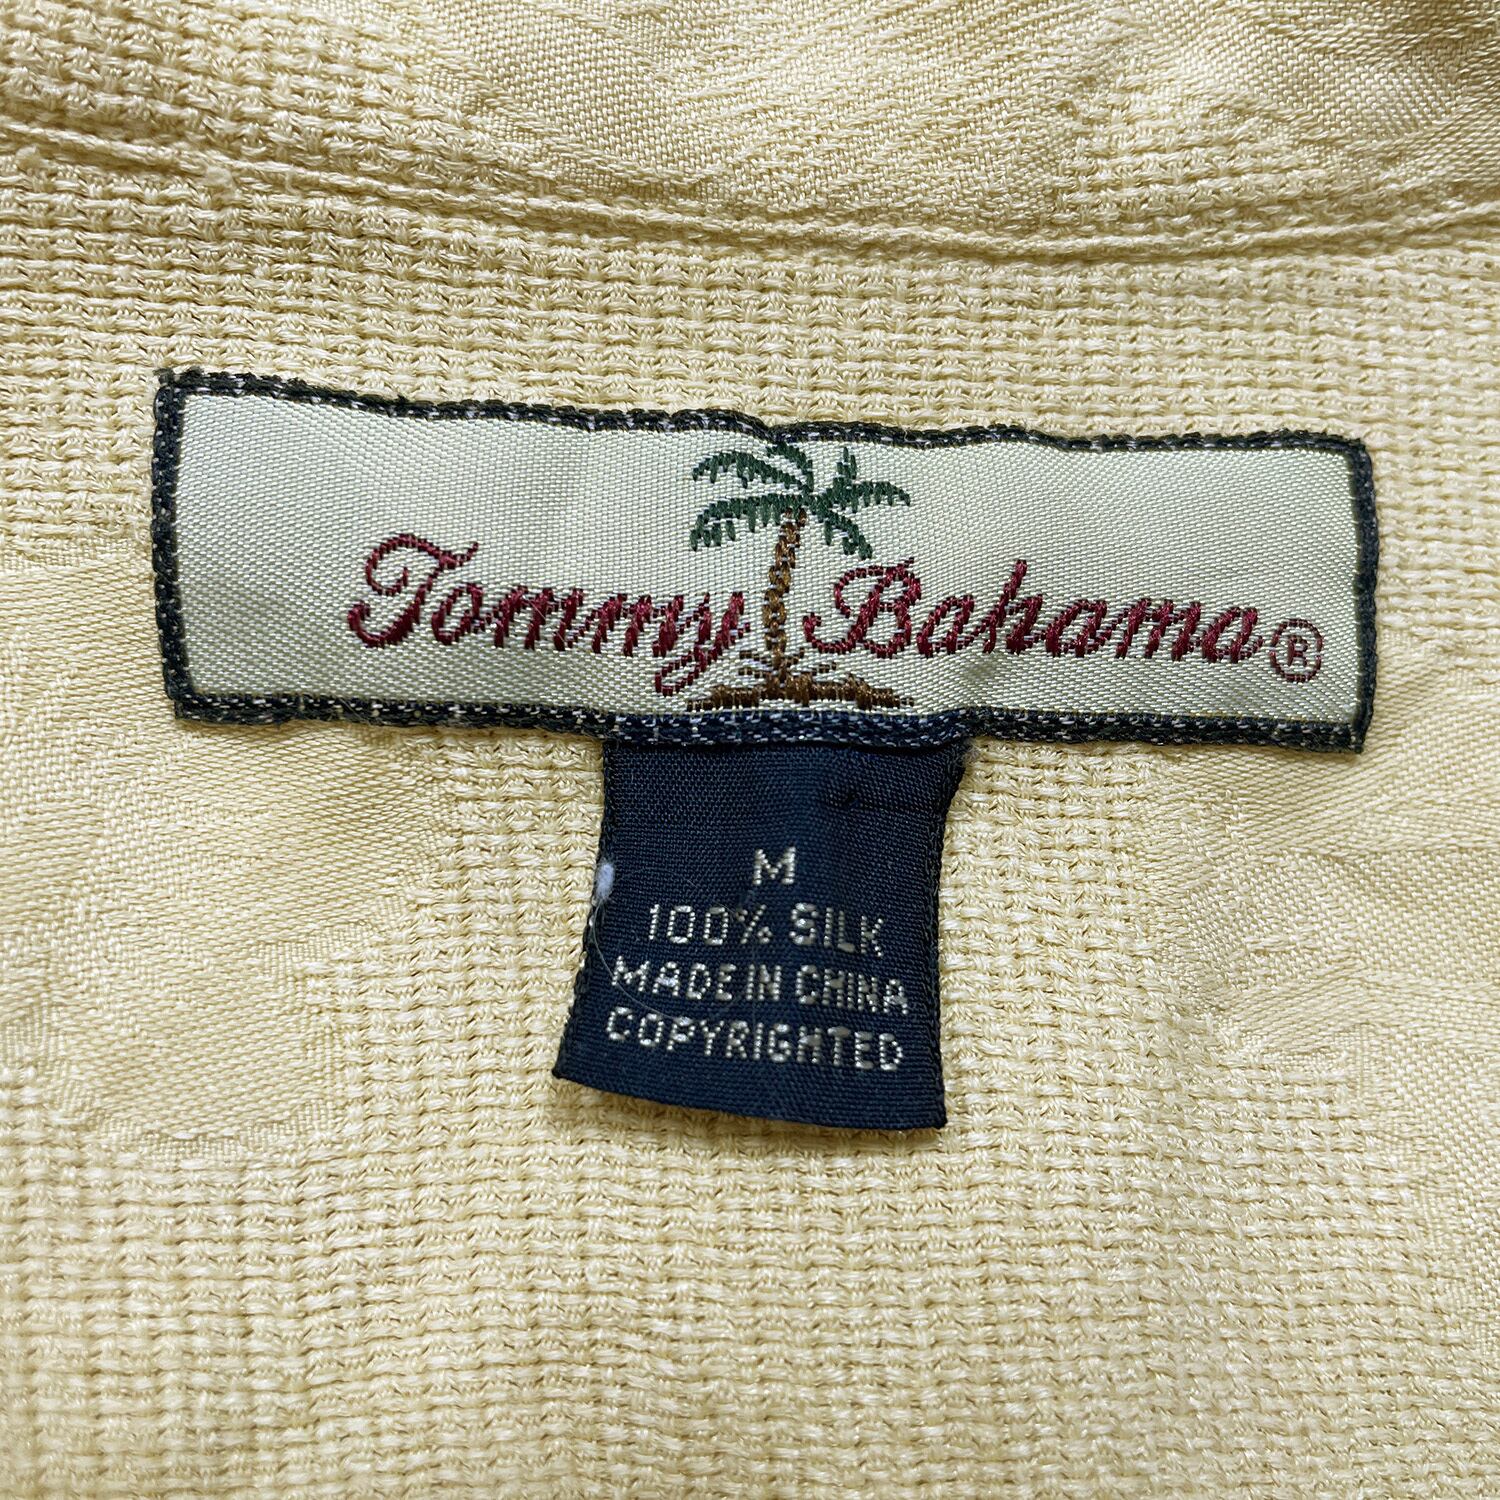 Tommy Bahama®
M
100% SILK
MADE IN CHINA
COPYRIGHTED